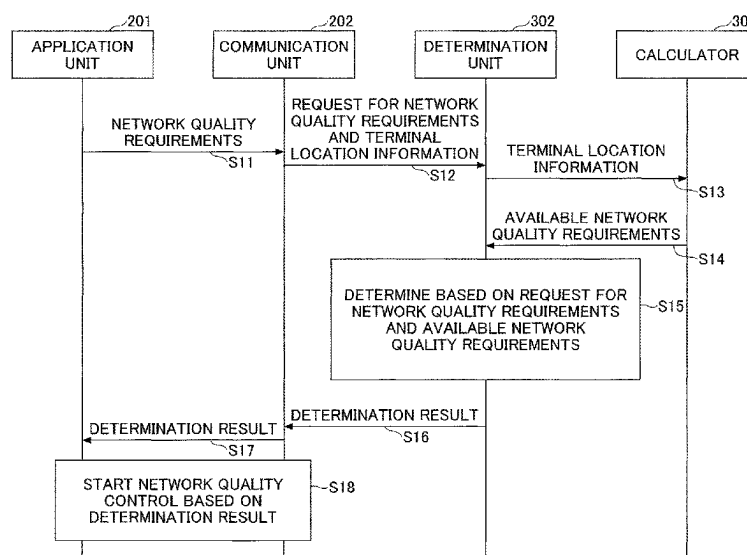 201
202
302
30
APPLICATION
UNIT
COMMUNICATION
UNIT
DETERMINATION
UNIT
CALCULATOR
NETWORK QUALITY
REQUIREMENTS
S11
REQUEST FOR NETWORK
QUALITY REQUIREMENTS
AND TERMINAL
LOCATION INFORMATION
S12
TERMINAL LOCATION
INFORMATION
S13
AVAILABLE NETWORK
QUALITY REQUIREMENTS
S14
DETERMINE BASED ON REQUEST FOR
NETWORK QUALITY REQUIREMENTS
AND AVAILABLE NETWORK
QUALITY REQUIREMENTS
S15
DETERMINATION RESULT
S16
DETERMINATION RESULT
S17
START NETWORK QUALITY
CONTROL BASED ON
DETERMINATION RESULT
S18